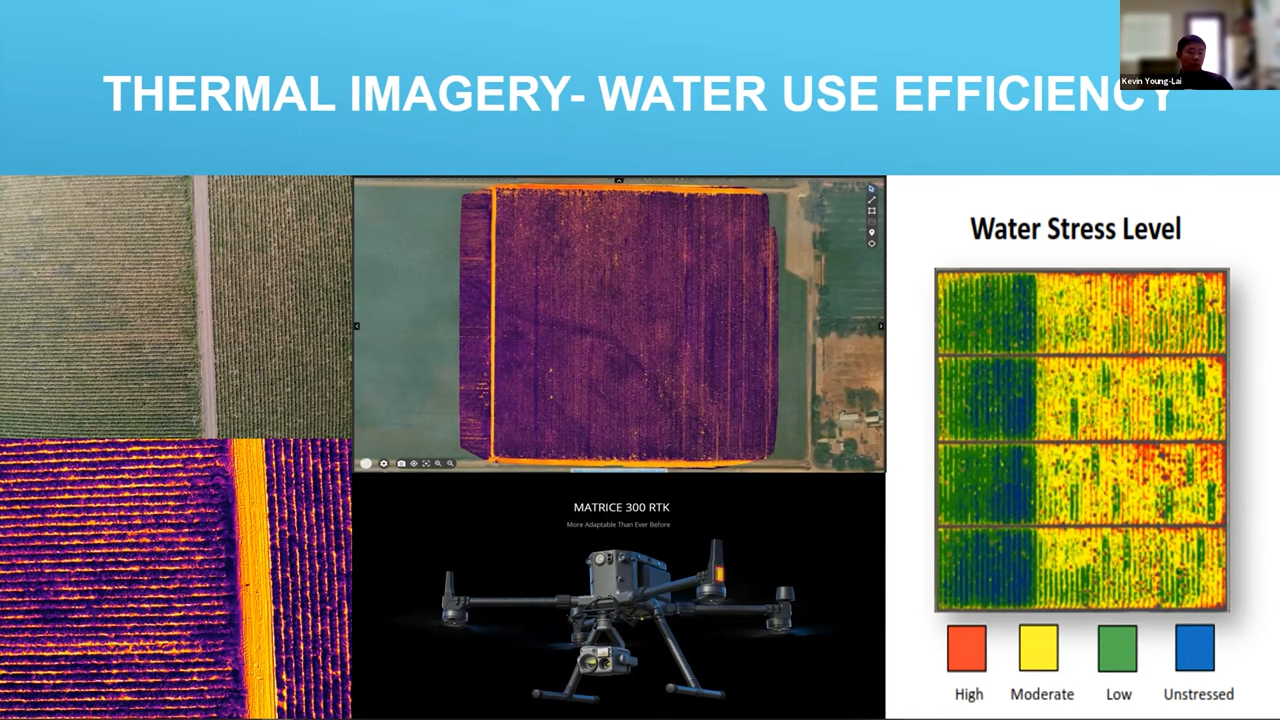 THERMAL IMAGERY- WATER USE EFFICIENCY
Kevin Young-Lai
Water Stress Level
MATRICE 300 RTK
More Adaptable Than Ever Before
High Moderate Low Unstressed